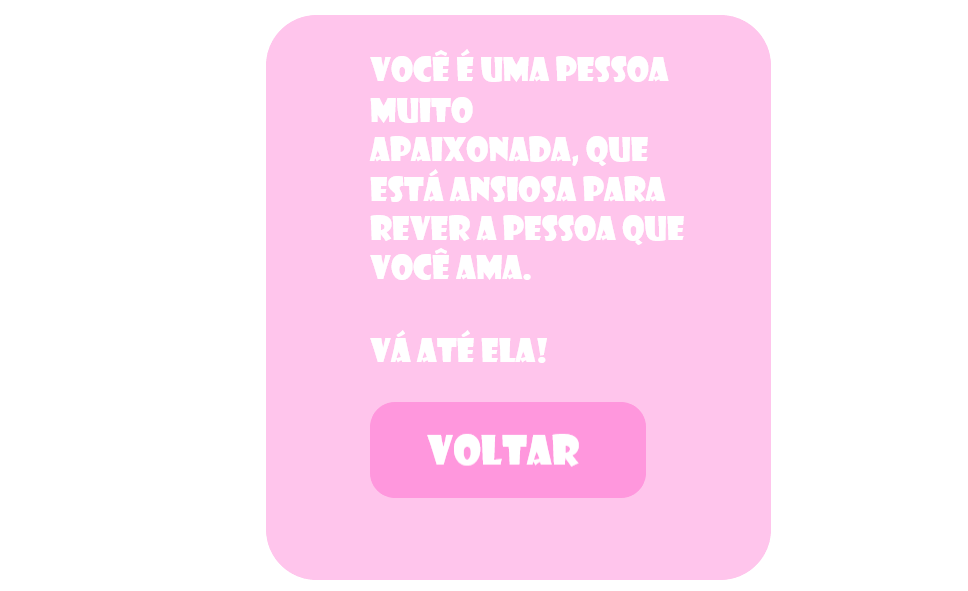 VOCÊ É UMA PESSOA
MUITO
APAIXONADA, QUE
ESTÁ ANSIOSA PARA
REVER A PESSOA QUE
VOCÊ AMA.
VÁ ATÉ ELA!
VOLTAR